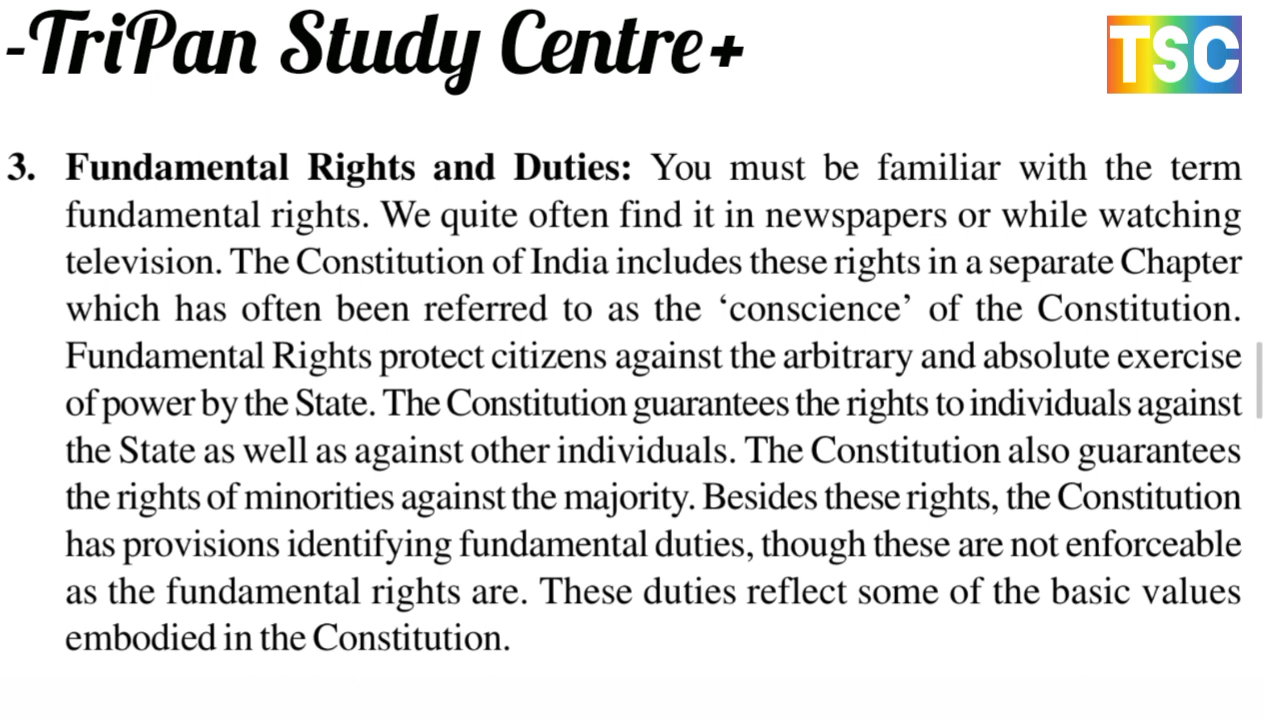 -TriPan Study Centre+
TSC
3. Fundamental Rights and Duties: You must be familiar with the term
fundamental rights. We quite often find it in newspapers or while watching
television. The Constitution of India includes these rights in a separate Chapter
which has often been referred to as the ‘conscience’ of the Constitution.
Fundamental Rights protect citizens against the arbitrary and absolute exercise
of power by the State. The Constitution guarantees the rights to individuals against
the State as well as against other individuals. The Constitution also guarantees
the rights of minorities against the majority. Besides these rights, the Constitution
has provisions identifying fundamental duties, though these are not enforceable
as the fundamental rights are. These duties reflect some of the basic values
embodied in the Constitution.